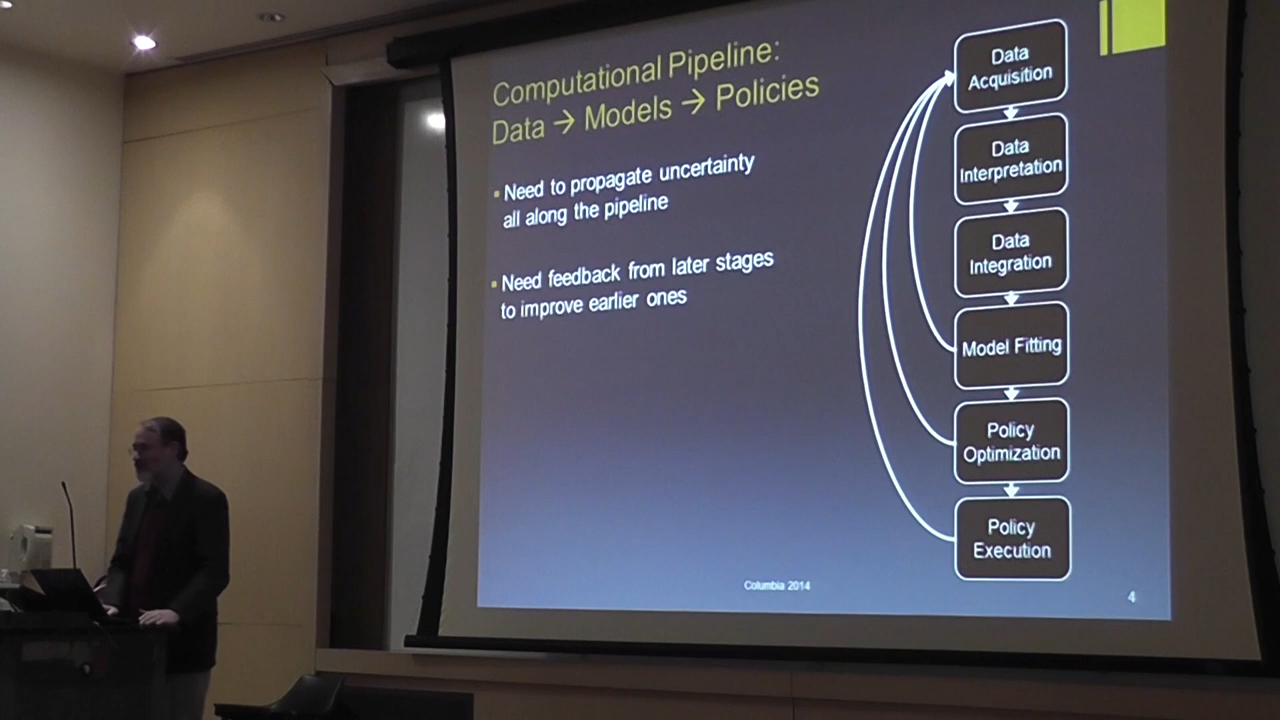 Computational Pipeline:
Data → Models → Policies
▪ Need to propagate uncertainty
all along the pipeline
▪ Need feedback from later stages
to improve earlier ones
Data
Acquisition
Data
Interpretation
Data
Integration
Model Fitting
Policy
Optimization
Policy
Execution
Columbia 2014
4